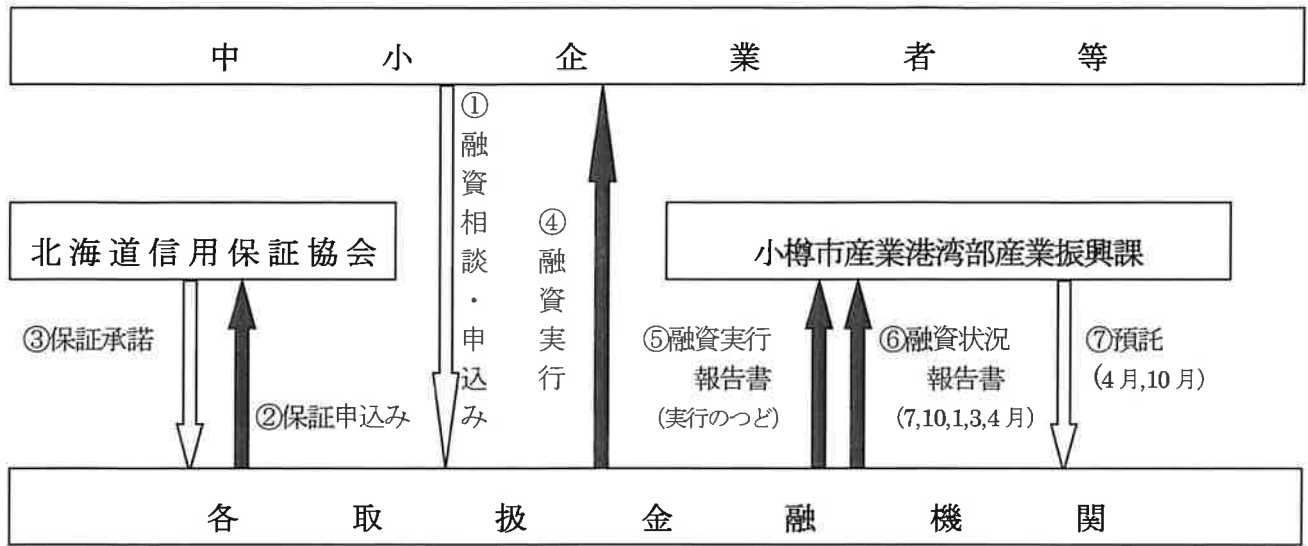 中小企業者等
①融資相談・申込み
④融資実行
北海道信用保証協会
小樽市産業港湾部産業振興課
③保証承諾
②保証申込み
⑤融資実行
報告書
(実行のつど)
⑥融資状況
報告書
(7,10,1,3,4月)
⑦預託
(4月,10月)
各取扱金融機関